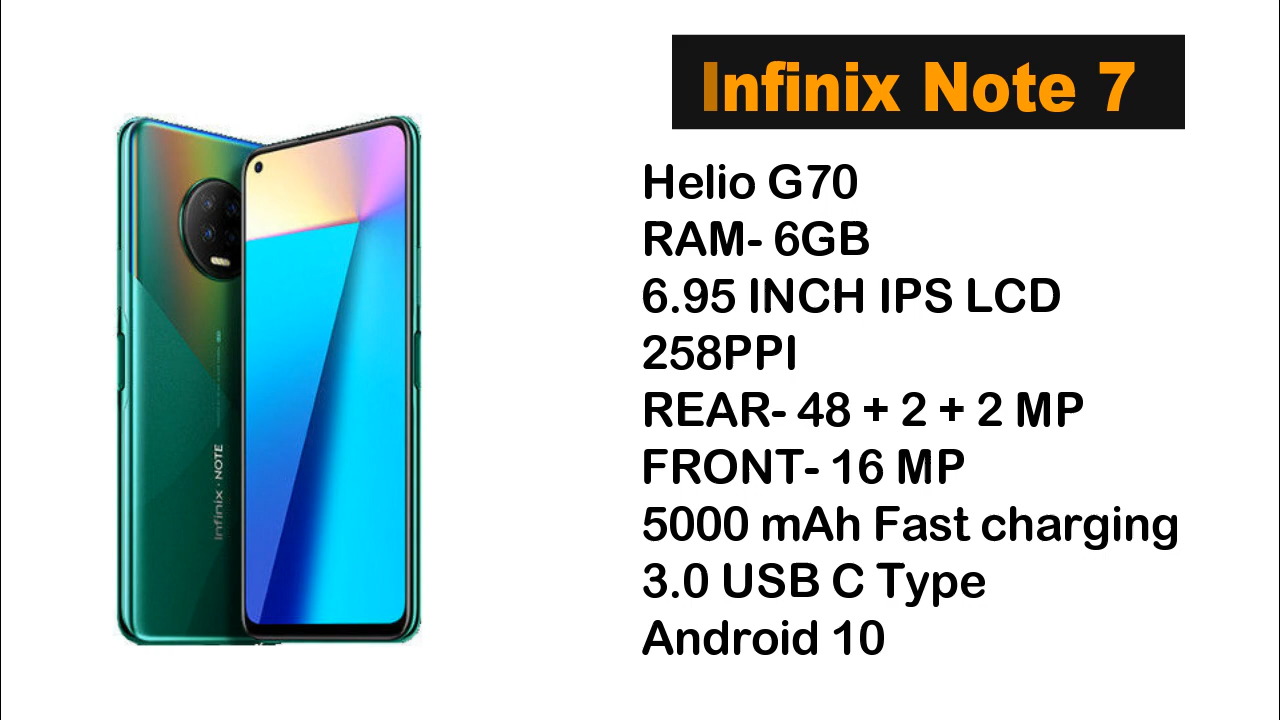 Infinix Note 7
Helio G70
RAM- 6GB
6.95 INCH IPS LCD
258PPI
REAR- 48 + 2 + 2 MP
FRONT- 16 MP
5000 mAh Fast charging
3.0 USB C Type
Android 10
Infinix · NOTE